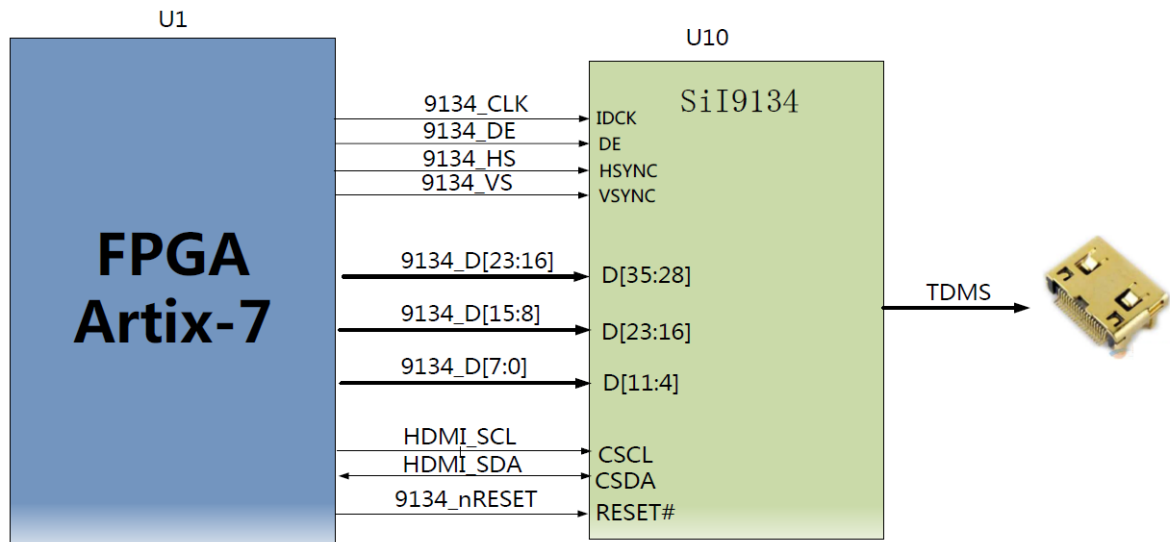 U1
U10
FPGA
Artix-7
SiI9134
9134_CLK
IDCK
9134_DE
DE
9134_HS
HSYNC
9134_VS
VSYNC
9134_D[23:16]
D[35:28]
9134_D[15:8]
D[23:16]
9134_D[7:0]
D[11:4]
HDMI_SCL
CSCL
HDMI_SDA
CSDA
9134_nRESET
RESET#
TDMS